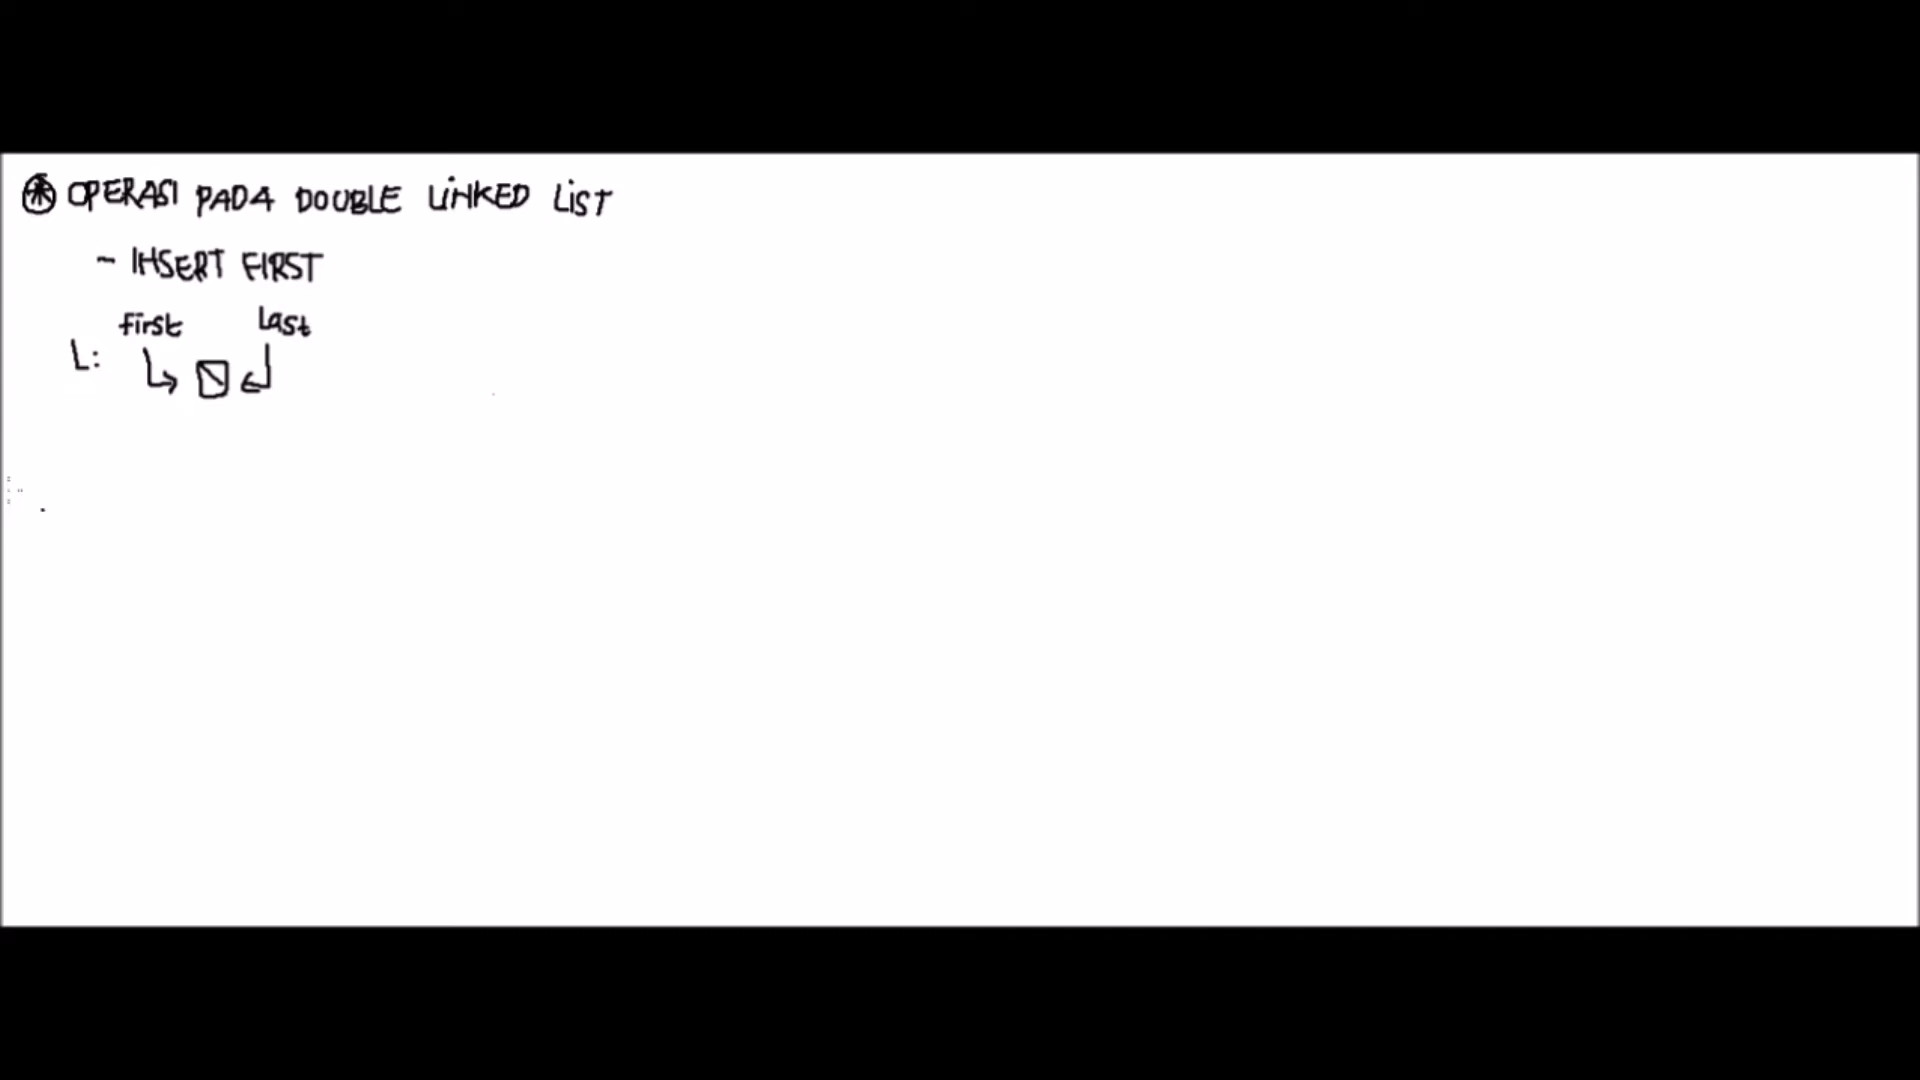 ⊛ OPERASI PADA DOUBLE LINKED LIST
- INSERT FIRST
first last
L: